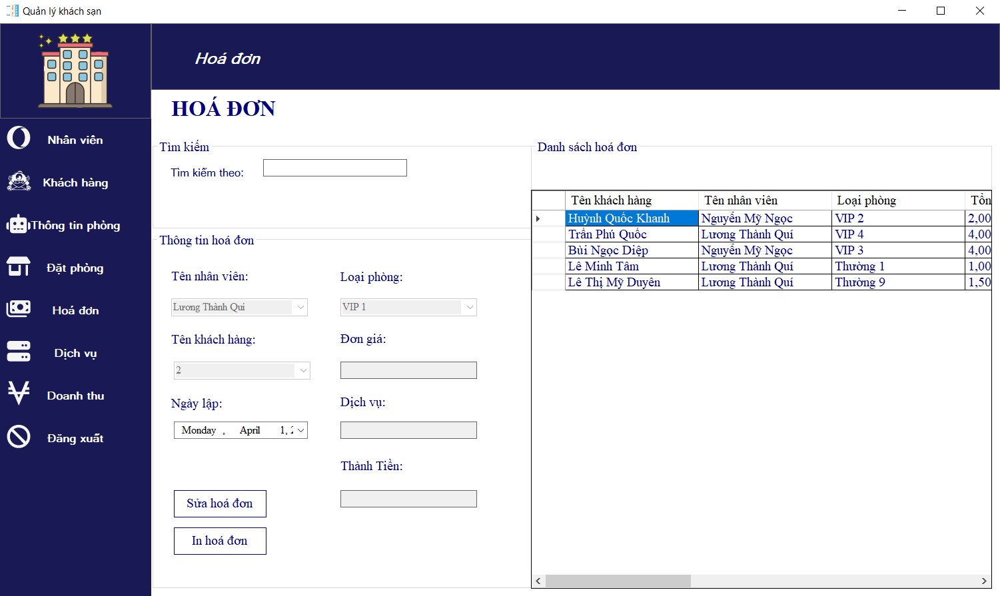 Quản lý khách sạn
Hoá đơn
Nhân viên
Khách hàng
Thông tin phòng
Đặt phòng
Hoá đơn
Dịch vụ
Doanh thu
Đăng xuất
HOÁ ĐƠN
Tìm kiếm
Tìm kiếm theo:
Thông tin hoá đơn
Tên nhân viên:
Loại phòng:
Lương Thành Quí
VIP 1
Tên khách hàng:
Đơn giá:
2
Ngày lập:
Dịch vụ:
Monday , April 1, 2
Thành Tiền:
Sửa hoá đơn
In hoá đơn
Danh sách hoá đơn
Tên khách hàng Tên nhân viên Loại phòng Tổn
Huỳnh Quốc Khanh Nguyễn Mỹ Ngọc VIP 2 2,00
Trần Phú Quốc Lương Thành Quí VIP 4 4,00
Bùi Ngọc Diệp Nguyễn Mỹ Ngọc VIP 3 4,00
Lê Minh Tâm Lương Thành Quí Thường 1 1,00
Lê Thị Mỹ Duyên Lương Thành Quí Thường 9 1,50